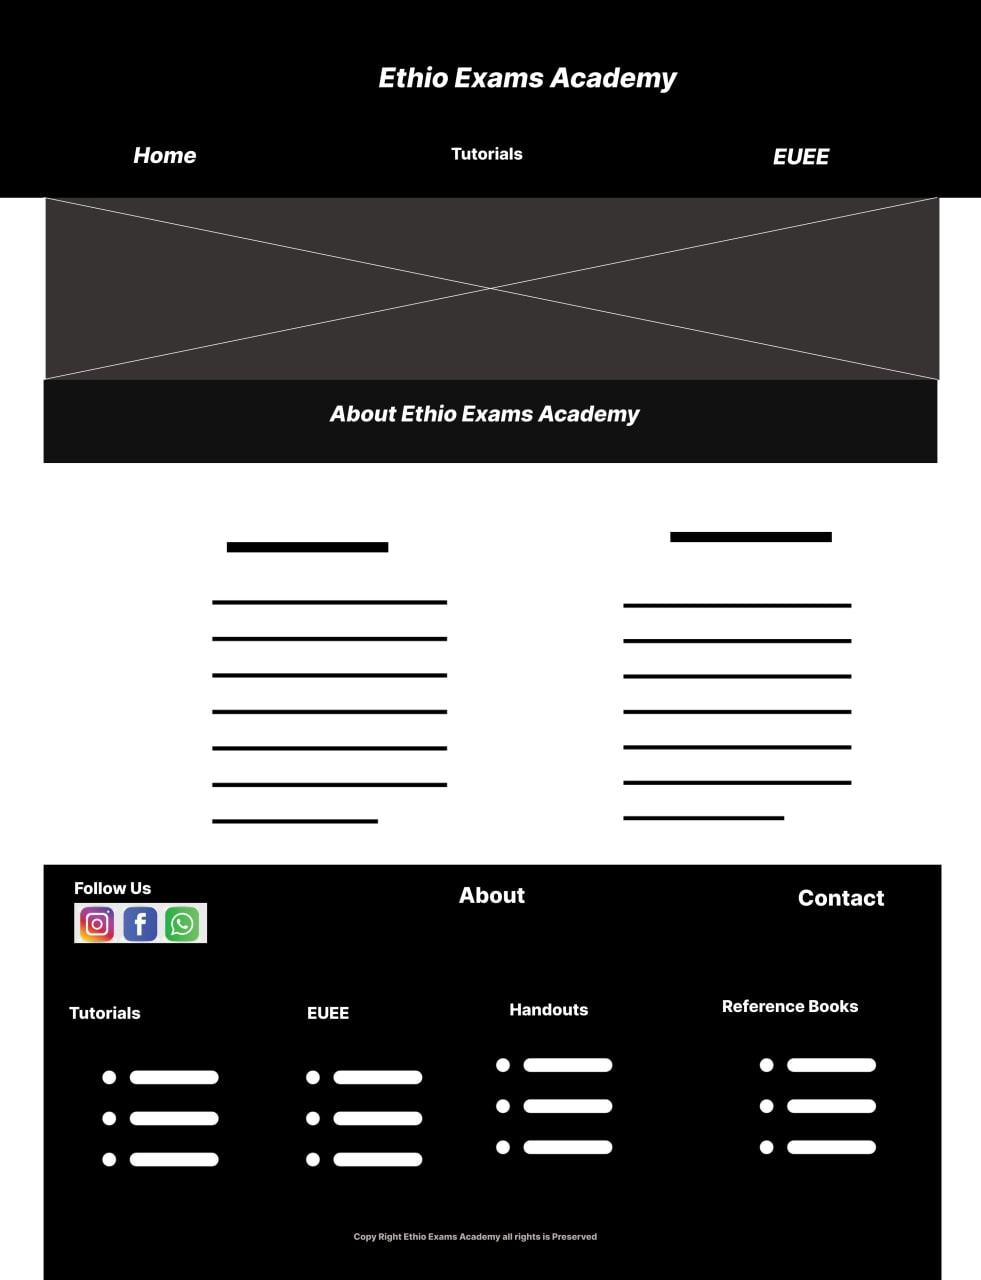 Ethio Exams Academy
Home
Tutorials
EUEE
About Ethio Exams Academy
Follow Us
About
Contact
Tutorials
EUEE
Handouts
Reference Books
Copy Right Ethio Exams Academy all rights is Preserved